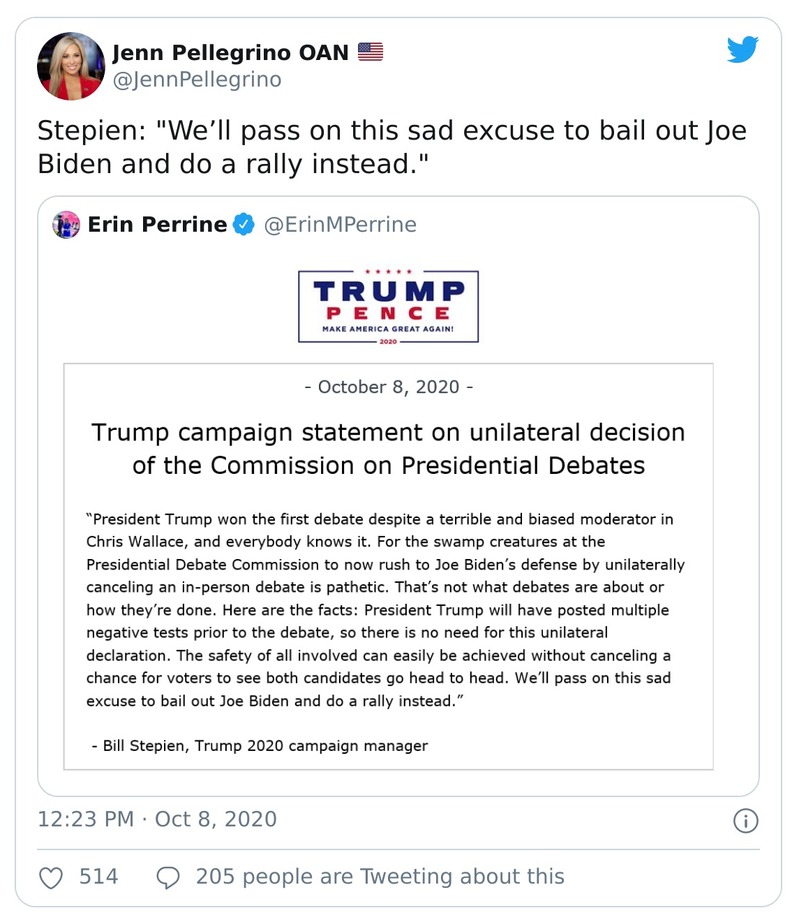 Jenn Pellegrino OAN 🇺🇸
@JennPellegrino
Stepien: "We’ll pass on this sad excuse to bail out Joe
Biden and do a rally instead."
Erin Perrine @ErinMPerrine
TRUMP
PENCE
MAKE AMERICA GREAT AGAIN!
2020
- October 8, 2020 -
Trump campaign statement on unilateral decision
of the Commission on Presidential Debates
“President Trump won the first debate despite a terrible and biased moderator in
Chris Wallace, and everybody knows it. For the swamp creatures at the
Presidential Debate Commission to now rush to Joe Biden’s defense by unilaterally
canceling an in-person debate is pathetic. That’s not what debates are about or
how they’re done. Here are the facts: President Trump will have posted multiple
negative tests prior to the debate, so there is no need for this unilateral
declaration. The safety of all involved can easily be achieved without canceling a
chance for voters to see both candidates go head to head. We’ll pass on this sad
excuse to bail out Joe Biden and do a rally instead.”
- Bill Stepien, Trump 2020 campaign manager
12:23 PM · Oct 8, 2020
514 205 people are Tweeting about this